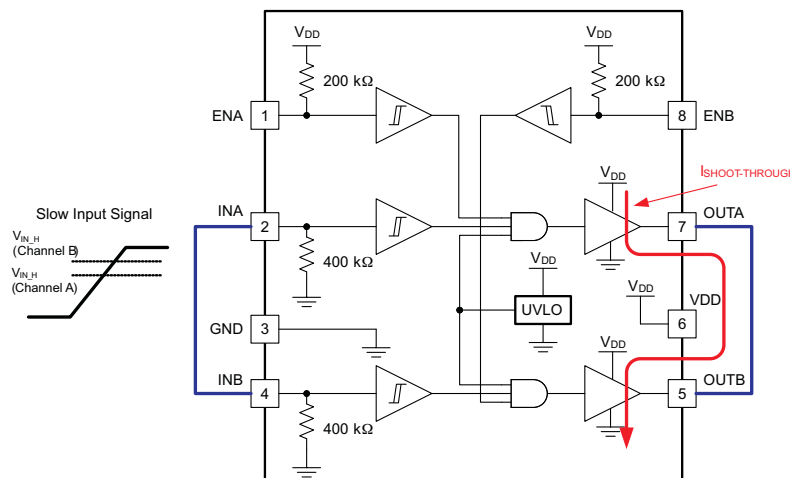 VDD
VDD
200 kΩ
200 kΩ
ENA
1
8
ENB
ISHOOT-THROUGH
VDD
Slow Input Signal
INA
2
7
OUTA
VIN_H
(Channel B)
VIN_H
(Channel A)
400 kΩ
VDD
VDD
VDD
GND
3
UVLO
6
VDD
INB
4
5
OUTB
400 kΩ